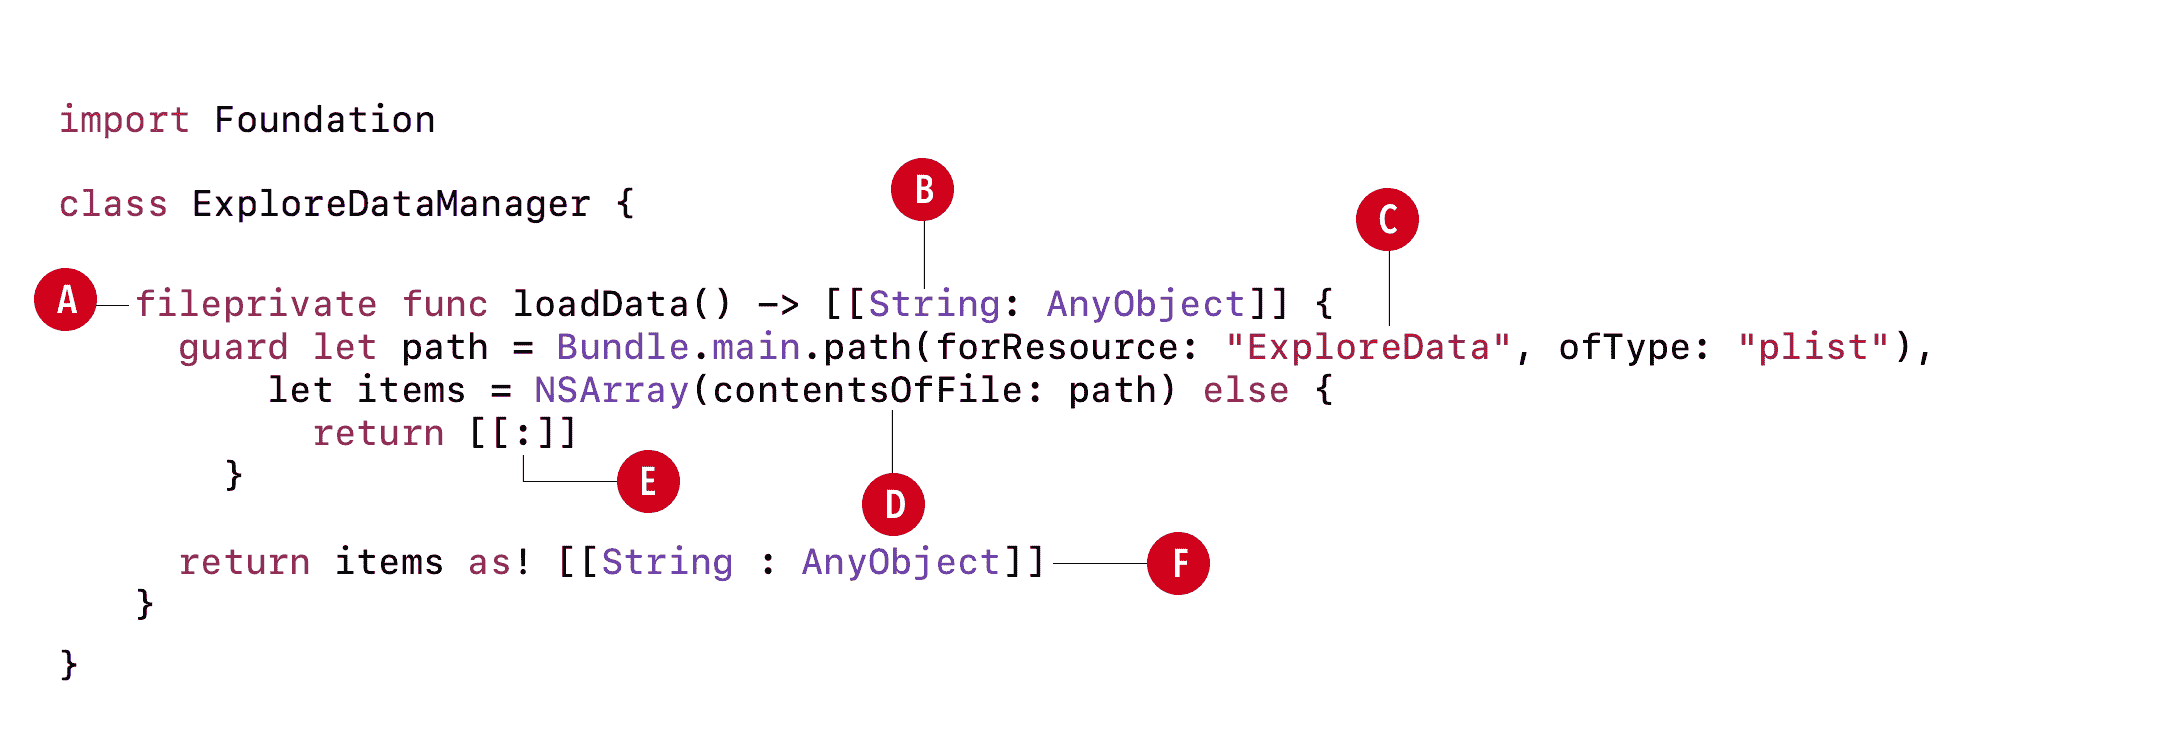 import Foundation
class ExploreDataManager {
B
C
A
fileprivate func loadData() -> [[String: AnyObject]] {
guard let path = Bundle.main.path(forResource: "ExploreData", ofType: "plist"),
let items = NSArray(contentsOfFile: path) else {
return [[:]]
}
E
D
return items as! [[String : AnyObject]]
F
}
}